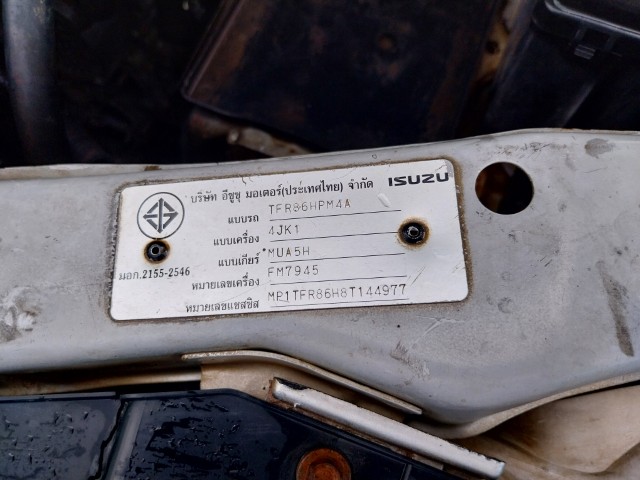 บริษัท อีซูซุ มอเตอร์(ประเทศไทย) จำกัด ISUZU
แบบรถ TFR86HPM4A
แบบเครื่อง 4JK1
แบบเกียร์ MUA5H
มอก.2155-2546
หมายเลขเครื่อง FM7945
หมายเลขแชสซิส MP1TFR86H8T144977